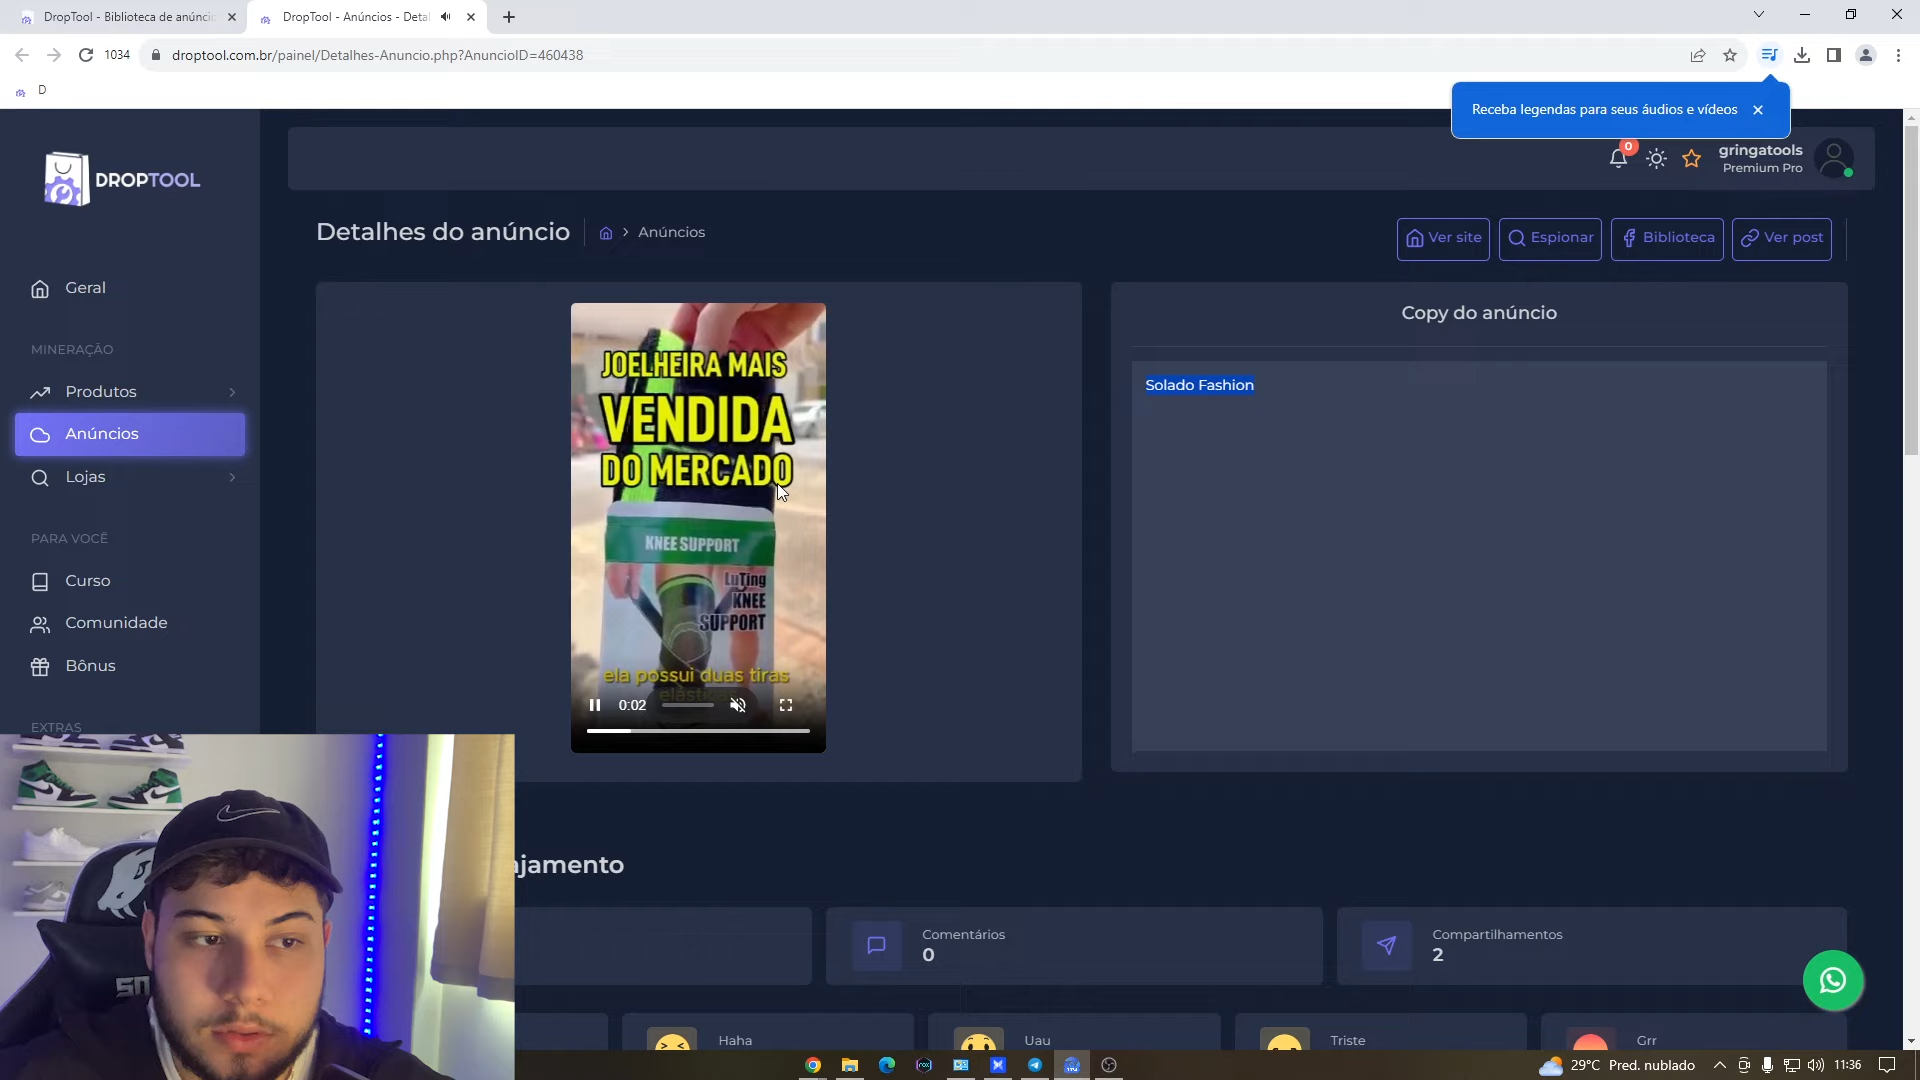 DropTool - Biblioteca de anúnci
DropTool - Anúncios - Detal
1034
droptool.com.br/painel/Detalhes-Anuncio.php?AnuncioID=460438
D
Receba legendas para seus áudios e vídeos
DROPTOOL
0
gringatools
Premium Pro
Detalhes do anúncio
Anúncios
Ver site
Espionar
Biblioteca
Ver post
Geral
MINERAÇÃO
Produtos
Anúncios
Lojas
PARA VOCÊ
Curso
Comunidade
Bônus
EXTRAS
JOELHEIRA MAIS
VENDIDA
DO MERCADO
KNEE SUPPORT
LuTing
KNEE
SUPPORT
ela possui duas tiras
elásticas
0:02
Copy do anúncio
Solado Fashion
ajamento
Comentários
0
Compartilhamentos
2
Haha
Uau
Triste
Grr
29°C Pred. nublado
11:36